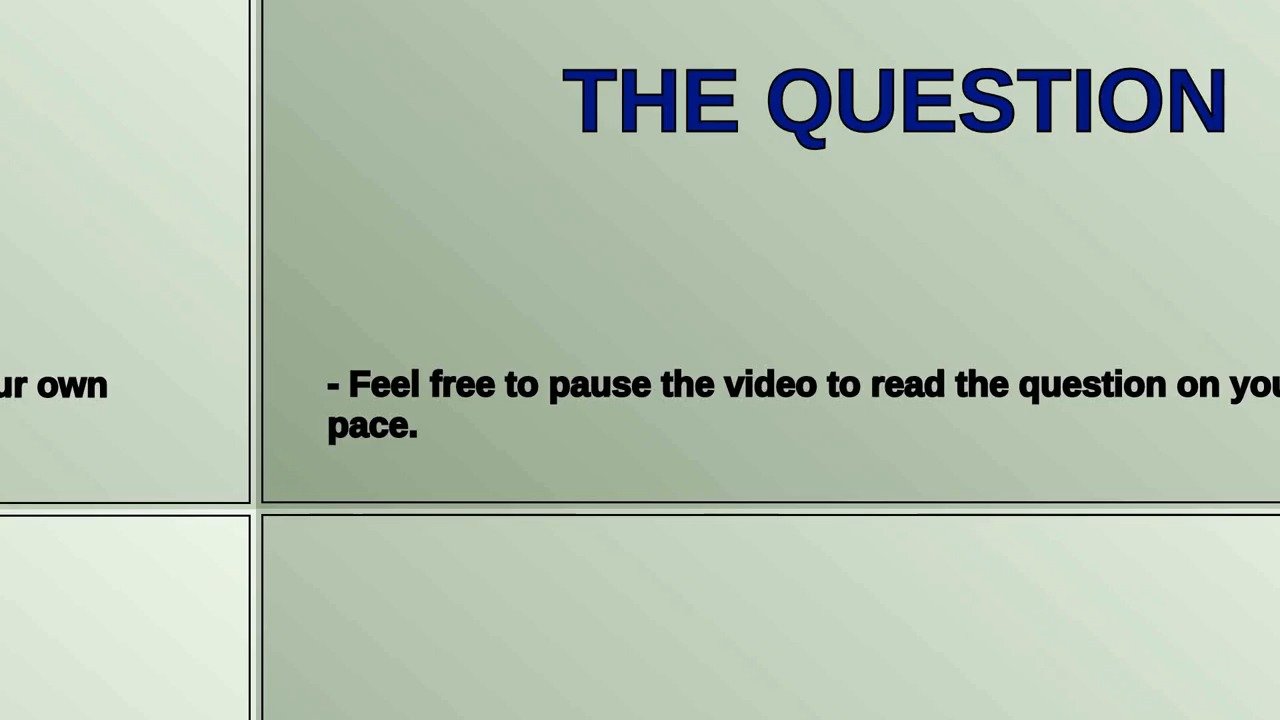 THE QUESTION
ur own
- Feel free to pause the video to read the question on you
pace.